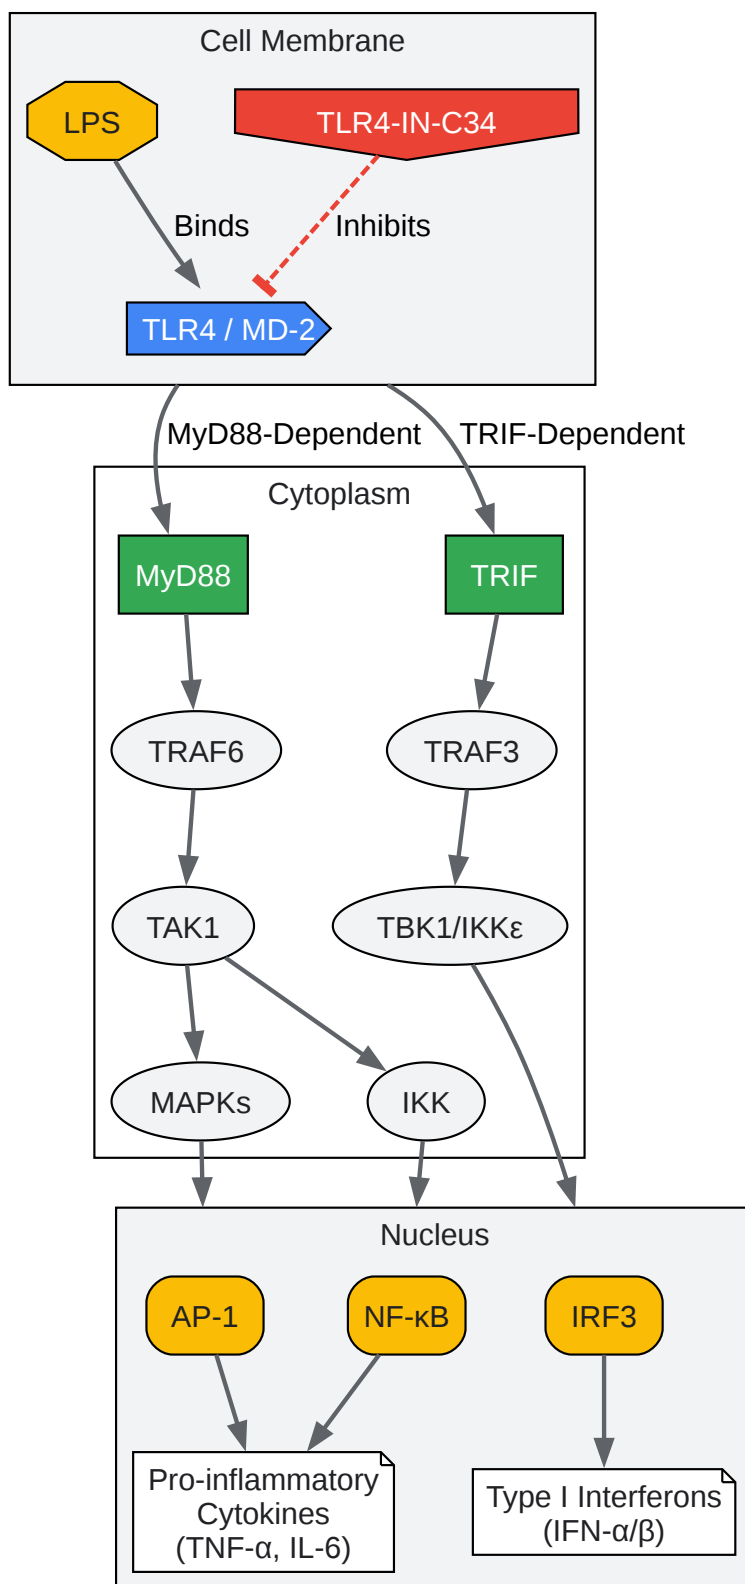 Cell Membrane
LPS
TLR4-IN-C34
Binds
Inhibits
TLR4 / MD-2
MyD88-Dependent
TRIF-Dependent
Cytoplasm
MyD88
TRIF
TRAF6
TRAF3
TAK1
TBK1/IKKε
MAPKs
IKK
Nucleus
AP-1
NF-κB
IRF3
Pro-inflammatory
Cytokines
(TNF-α, IL-6)
Type I Interferons
(IFN-α/β)